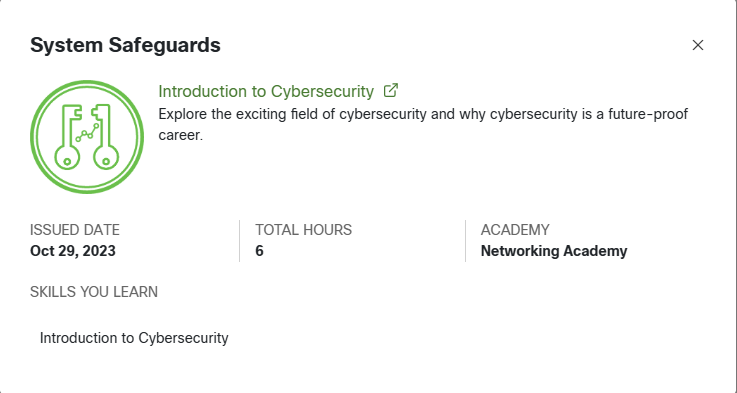 System Safeguards
Introduction to Cybersecurity
Explore the exciting field of cybersecurity and why cybersecurity is a future-proof
career.
ISSUED DATE
Oct 29, 2023
TOTAL HOURS
6
ACADEMY
Networking Academy
SKILLS YOU LEARN
Introduction to Cybersecurity